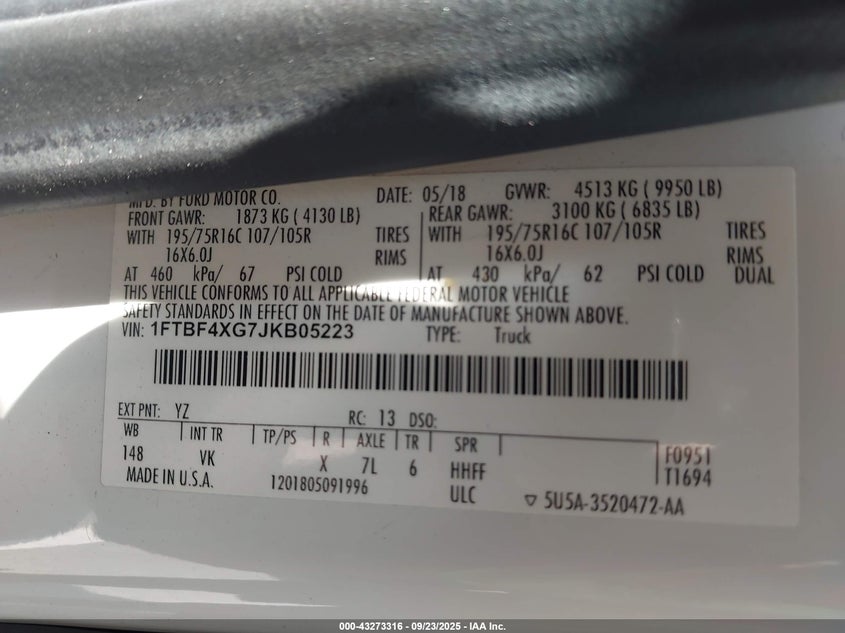 MFD. BY FORD MOTOR CO. DATE: 05/18 GVWR: 4513 KG ( 9950 LB)
FRONT GAWR: 1873 KG ( 4130 LB) REAR GAWR: 3100 KG ( 6835 LB)
WITH 195/75R16C 107/105R TIRES WITH 195/75R16C 107/105R TIRES
16X6.0J RIMS 16X6.0J RIMS
AT 460 kPa/ 67 PSI COLD AT 430 kPa/ 62 PSI COLD DUAL
THIS VEHICLE CONFORMS TO ALL APPLICABLE FEDERAL MOTOR VEHICLE
SAFETY STANDARDS IN EFFECT ON THE DATE OF MANUFACTURE SHOWN ABOVE.
VIN: 1FTBF4XG7JKB05223 TYPE: Truck
EXT PNT: YZ RC: 13 DSO:
WB INT TR TP/PS R AXLE TR SPR
148 VK X 7L 6 HHFF F0951
MADE IN U.S.A. 1201805091996 ULC T1694
▽ 5U5A-3520472-AA
000-43273316 - 09/23/2025 - IAA Inc.